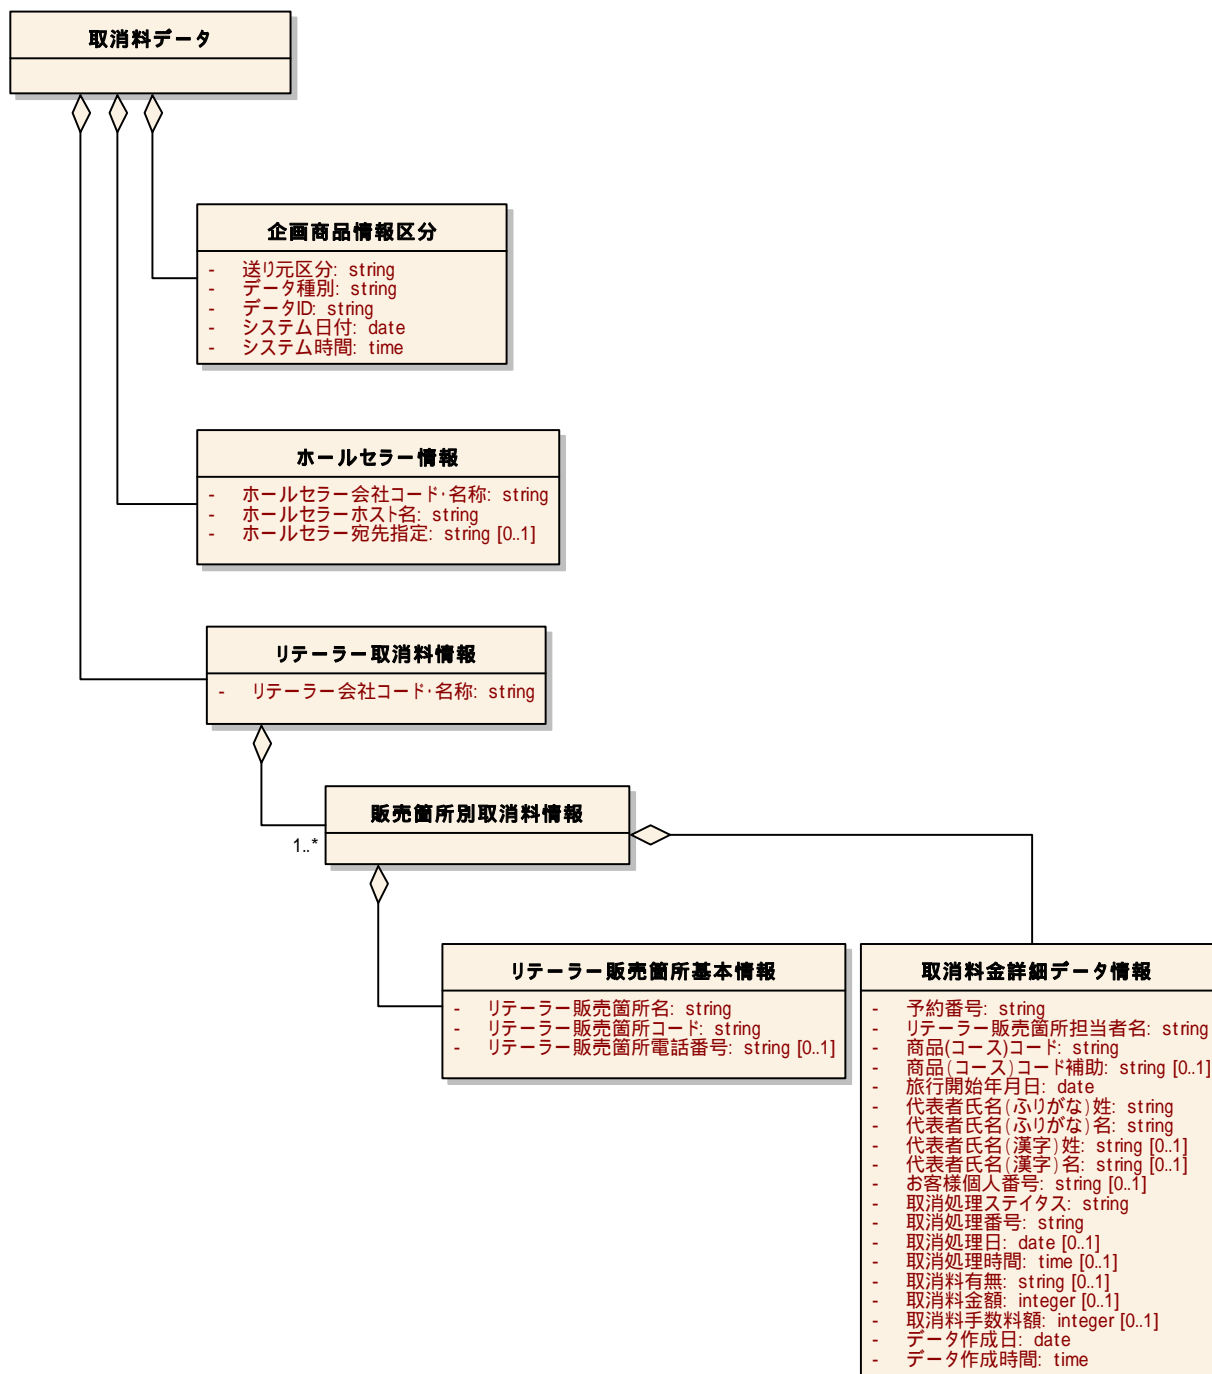 取消料データ
企画商品情報区分
- 送り元区分: string
- データ種別: string
- データID: string
- システム日付: date
- システム時間: time
ホールセラー情報
- ホールセラー会社コード・名称: string
- ホールセラーホスト名: string
- ホールセラー宛先指定: string [0..1]
リテーラー取消料情報
- リテーラー会社コード・名称: string
販売箇所別取消料情報
1..*
リテーラー販売箇所基本情報
- リテーラー販売箇所名: string
- リテーラー販売箇所コード: string
- リテーラー販売箇所電話番号: string [0..1]
取消料金詳細データ情報
- 予約番号: string
- リテーラー販売箇所担当者名: string
- 商品(コース)コード: string
- 商品(コース)コード補助: string [0..1]
- 旅行開始年月日: date
- 代表者氏名(ふりがな)姓: string
- 代表者氏名(ふりがな)名: string
- 代表者氏名(漢字)姓: string [0..1]
- 代表者氏名(漢字)名: string [0..1]
- お客様個人番号: string [0..1]
- 取消処理ステイタス: string
- 取消処理番号: string
- 取消処理日: date [0..1]
- 取消処理時間: time [0..1]
- 取消料有無: string [0..1]
- 取消料金額: integer [0..1]
- 取消料手数料額: integer [0..1]
- データ作成日: date
- データ作成時間: time